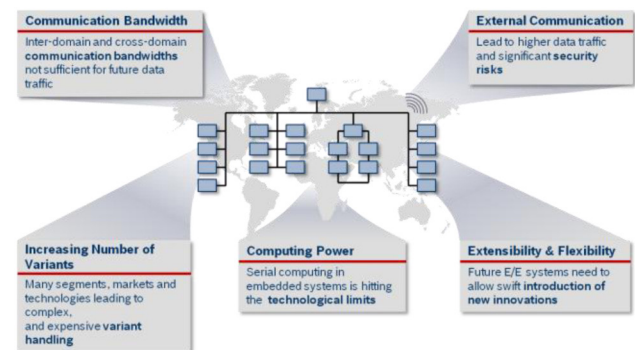 Communication Bandwidth
Inter-domain and cross-domain
communication bandwidths
not sufficient for future data
traffic
External Communication
Lead to higher data traffic
and significant security
risks
Increasing Number of
Variants
Many segments, markets and
technologies leading to
complex,
and expensive variant
handling
Computing Power
Serial computing in
embedded systems is hitting
the technological limits
Extensibility & Flexibility
Future E/E systems need to
allow swift introduction of
new innovations